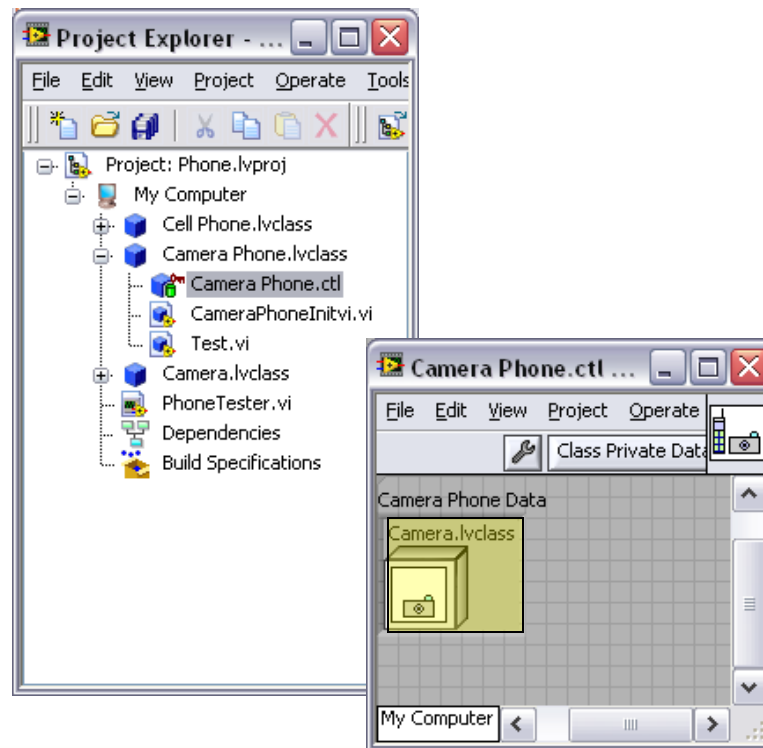 Project Explorer - ...
File Edit View Project Operate Tools
Project: Phone.lvproj
My Computer
Cell Phone.lvclass
Camera Phone.lvclass
Camera Phone.ctl
CameraPhoneInitvi.vi
Test.vi
Camera.lvclass
PhoneTester.vi
Dependencies
Build Specifications
Camera Phone.ctl ...
File Edit View Project Operate
Class Private Data
Camera Phone Data
Camera.lvclass
My Computer